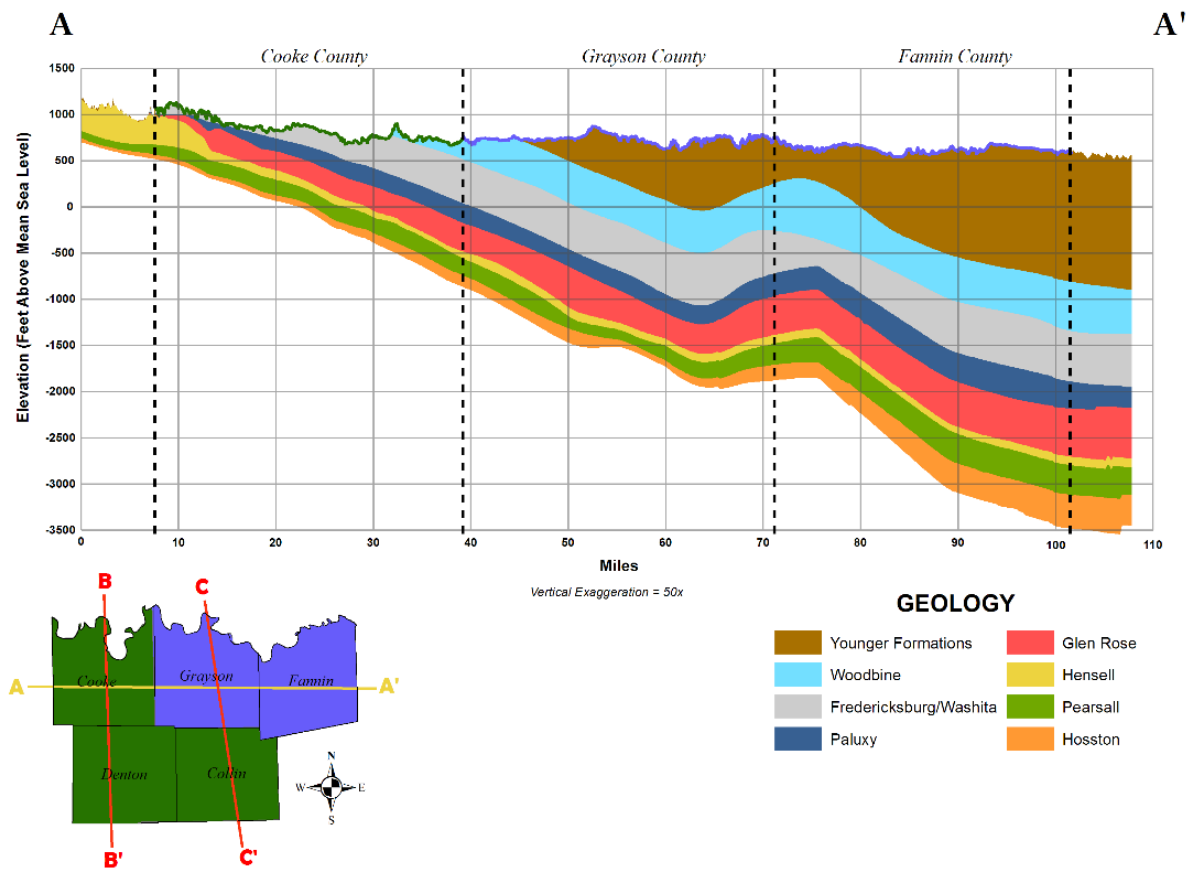 A
A'
Cooke County
Grayson County
Fannin County
Elevation (Feet Above Mean Sea Level)
1500
1000
500
0
-500
-1000
-1500
-2000
-2500
-3000
-3500
0
10
20
30
40
50
60
70
80
90
100
110
Miles
Vertical Exaggeration = 50x
B
C
Cooke
Grayson
Fannin
A
A'
Denton
Collin
B'
C'
N
W
E
S
GEOLOGY
Younger Formations
Woodbine
Fredericksburg/Washita
Paluxy
Glen Rose
Hensell
Pearsall
Hosston